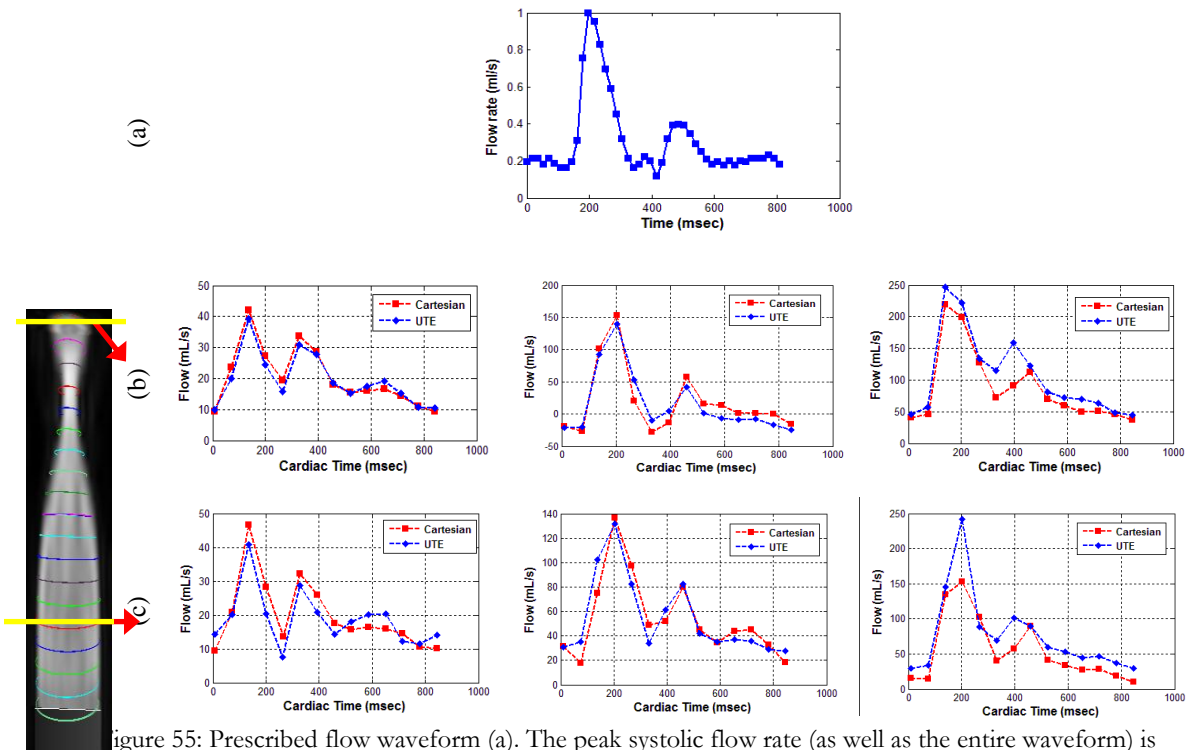 (a)
Flow rate (ml/s)
1
0.8
0.6
0.4
0.2
0
0 200 400 600 800 1000
Time (msec)
(b)
Flow (mL/s)
50
40
30
20
10
0
Cartesian
UTE
0 200 400 600 800 1000
Cardiac Time (msec)
Flow (mL/s)
200
150
100
50
0
-50
Cartesian
UTE
0 200 400 600 800 1000
Cardiac Time (msec)
Flow (mL/s)
250
200
150
100
50
0
Cartesian
UTE
0 200 400 600 800 1000
Cardiac Time (msec)
(c)
Flow (mL/s)
50
40
30
20
10
0
Cartesian
UTE
0 200 400 600 800 1000
Cardiac Time (msec)
Flow (mL/s)
140
120
100
80
60
40
20
0
Cartesian
UTE
0 200 400 600 800 1000
Cardiac Time (msec)
Flow (mL/s)
250
200
150
100
50
0
Cartesian
UTE
0 200 400 600 800 1000
Cardiac Time (msec)
igure 55: Prescribed flow waveform (a). The peak systolic flow rate (as well as the entire waveform) is